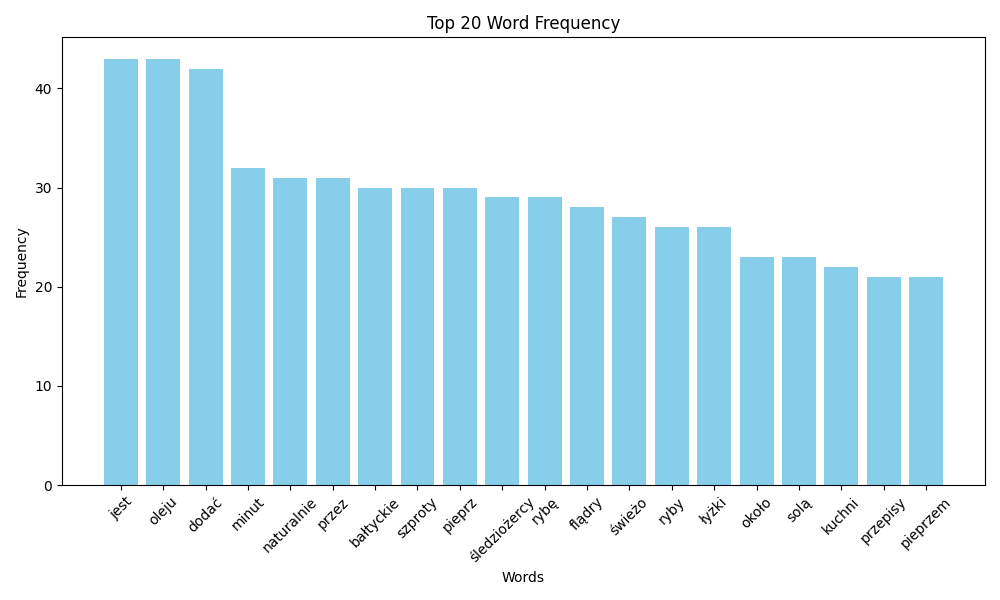 Top 20 Word Frequency
Frequency
40
30
20
10
0
jest
oleju
dodać
minut
naturalnie
przez
bałtyckie
szproty
pieprz
śledziożercy
rybę
flądry
świeżo
ryby
łyżki
około
solą
kuchni
przepisy
pieprzem
Words